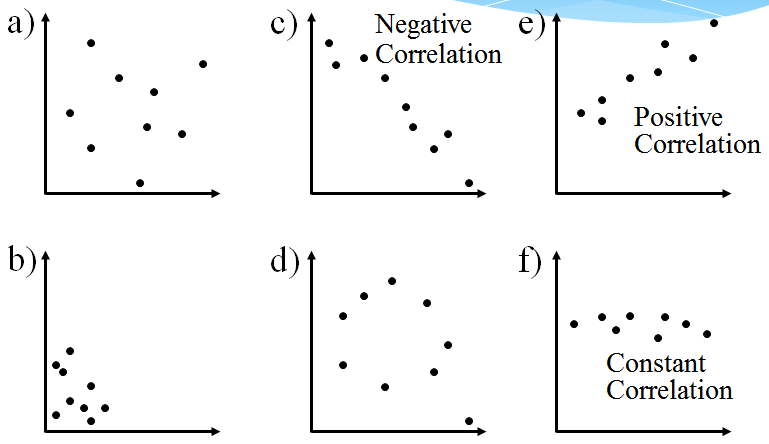 a)
c)
Negative
Correlation
e)
Positive
Correlation
b)
d)
f)
Constant
Correlation